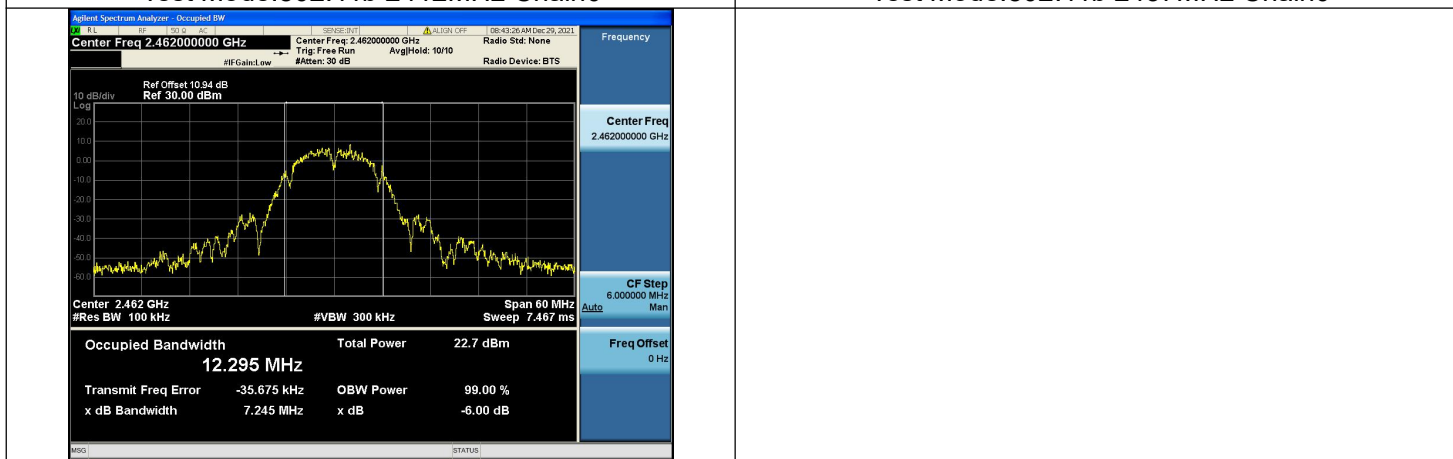 Agilent Spectrum Analyzer - Occupied BW
RL RF 50 Ω AC SENSE:INT ALIGN OFF 08:43:26 AM Dec 29, 2021
Center Freq 2.462000000 GHz
Center Freq: 2.462000000 GHz
Radio Std: None
Trig: Free Run Avg|Hold: 10/10
#IFGain:Low #Atten: 30 dB Radio Device: BTS
Ref Offset 10.94 dB
10 dB/div Ref 30.00 dBm
Log
20.0
10.0
0.00
-10.0
-20.0
-30.0
-40.0
-50.0
-60.0
Center 2.462 GHz Span 60 MHz
#Res BW 100 kHz #VBW 300 kHz Sweep 7.467 ms
Occupied Bandwidth Total Power 22.7 dBm
12.295 MHz
Transmit Freq Error -35.675 kHz OBW Power 99.00 %
x dB Bandwidth 7.245 MHz x dB -6.00 dB
MSG STATUS
Frequency
Center Freq
2.462000000 GHz
CF Step
6.000000 MHz
Auto Man
Freq Offset
0 Hz